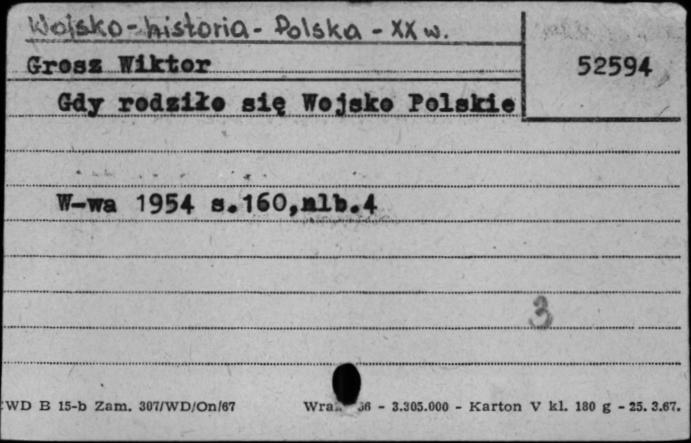 Wojsko - historia - Polska - XX w.
Grosz Wiktor
52594
Gdy rodziło się Wojsko Polskie
W-wa 1954 s.160,nlb.4
3
WD B 15-b Zam. 307/WD/On/67 - 3.305.000 - Karton V kl. 180 g - 25.3.67.